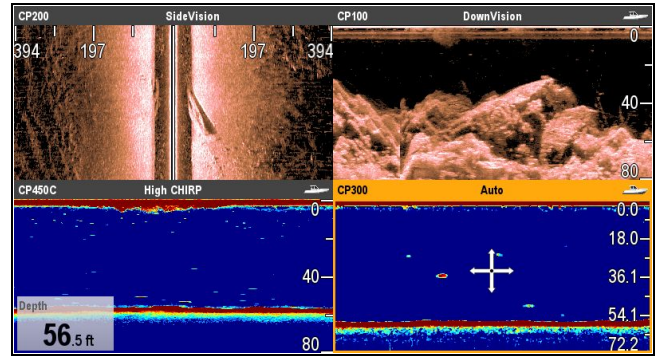 CP200 SideVision
394 197 197 394
CP100 DownVision
0
40
80
CP450C High CHIRP
0
40
80
Depth
56.5 ft
CP300 Auto
0.0
18.0
36.1
54.1
72.2